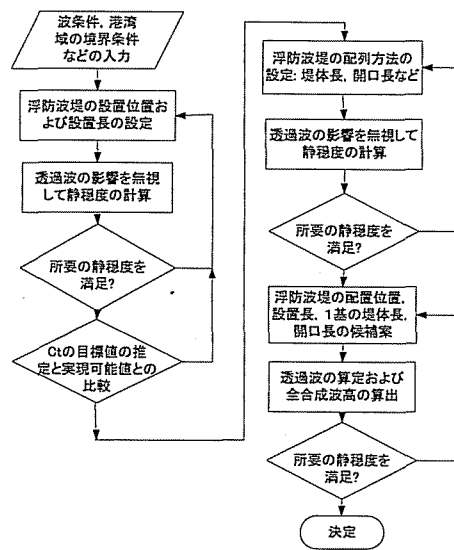 波条件, 港湾
域の境界条件
などの入力
浮防波堤の設置位置お
よび設置長の設定
透過波の影響を無視し
て静穏度の計算
所要の静穏度を
満足?
Ctの目標値の推
定と実現可能値との
比較
浮防波堤の配列方法の
設定: 堤体長, 開口長など
透過波の影響を無視して
静穏度の計算
所要の静穏度を
満足?
浮防波堤の配置位置,
設置長, 1基の堤体長,
開口長の候補案
透過波の算定および
全合成波高の算出
所要の静穏度を
満足?
決定